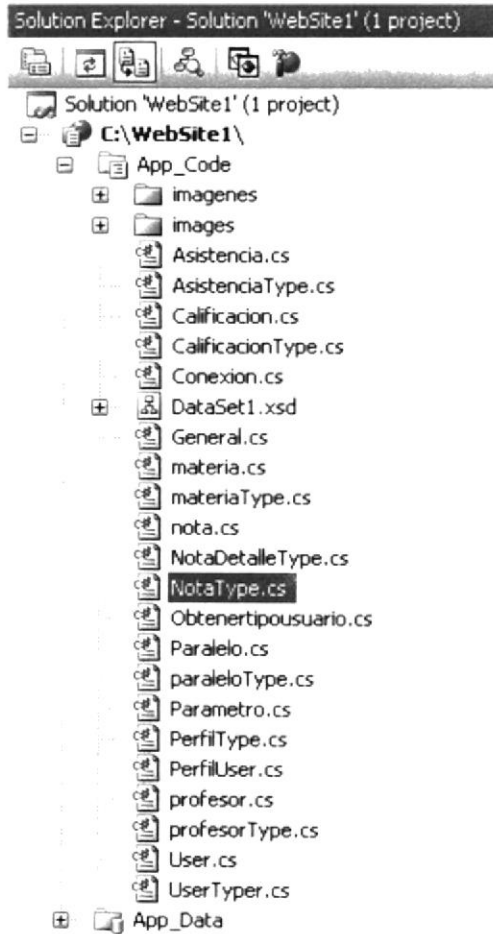 Solution Explorer - Solution 'WebSite1' (1 project)
Solution 'WebSite1' (1 project)
C:\WebSite1\
App_Code
imagenes
images
Asistencia.cs
AsistenciaType.cs
Calificacion.cs
CalificacionType.cs
Conexion.cs
DataSet1.xsd
General.cs
materia.cs
materiaType.cs
nota.cs
NotaDetalleType.cs
NotaType.cs
Obtenertipousuario.cs
Paralelo.cs
paraleloType.cs
Parametro.cs
PerfilType.cs
PerfilUser.cs
profesor.cs
profesorType.cs
User.cs
UserTyper.cs
App_Data